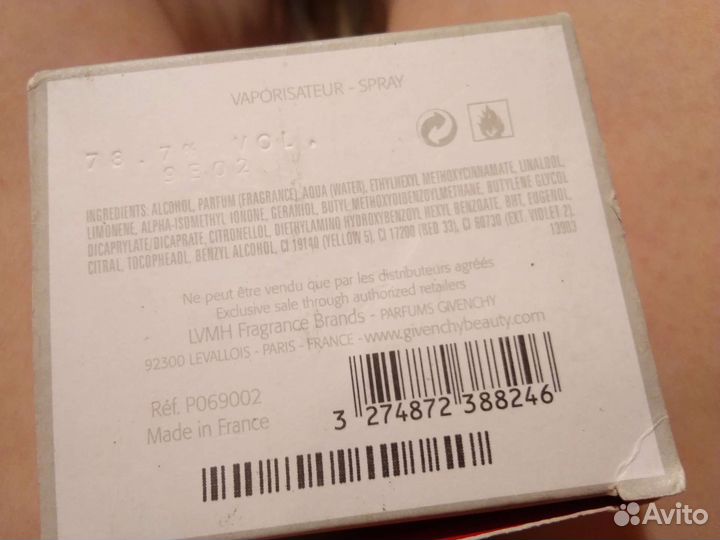 VAPORISATEUR - SPRAY
78.7% VOL.
9B02
INGREDIENTS: ALCOHOL, PARFUM (FRAGRANCE), AQUA (WATER), ETHYLHEXYL METHOXYCINNAMATE, LINALOOL,
LIMONENE, ALPHA-ISOMETHYL IONONE, GERANIOL, BUTYL METHOXYDIBENZOYLMETHANE, BUTYLENE GLYCOL
DICAPRYLATE/DICAPRATE, CITRONELLOL, DIETHYLAMINO HYDROXYBENZOYL HEXYL BENZOATE, BHT, EUGENOL,
CITRAL, TOCOPHEROL, BENZYL ALCOHOL, CI 19140 (YELLOW 5), CI 17200 (RED 33), CI 60730 (EXT. VIOLET 2).
13903
Ne peut être vendu que par les distributeurs agréés
Exclusive sale through authorized retailers
LVMH Fragrance Brands - PARFUMS GIVENCHY
92300 LEVALLOIS - PARIS - FRANCE - www.givenchybeauty.com
Réf. P069002
Made in France
3 274872 388246
Avito